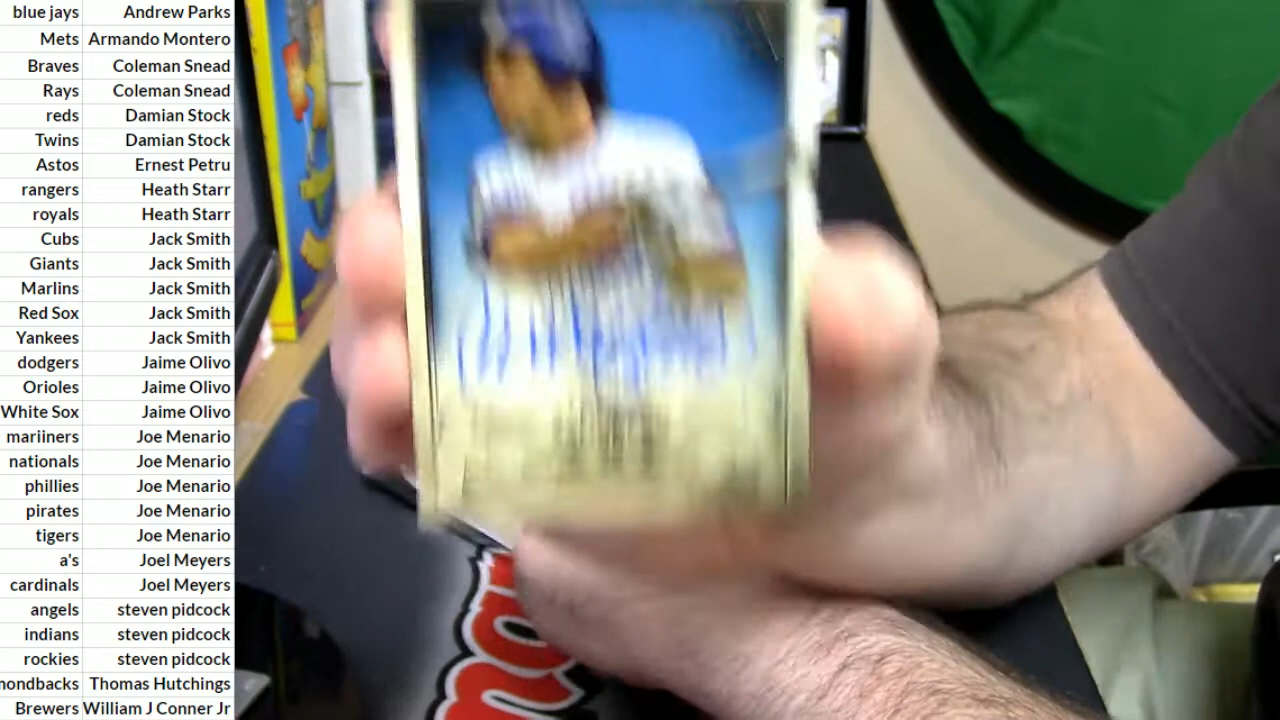 blue jays Andrew Parks
Mets Armando Montero
Braves Coleman Snead
Rays Coleman Snead
reds Damian Stock
Twins Damian Stock
Astos Ernest Petru
rangers Heath Starr
royals Heath Starr
Cubs Jack Smith
Giants Jack Smith
Marlins Jack Smith
Red Sox Jack Smith
Yankees Jack Smith
dodgers Jaime Olivo
Orioles Jaime Olivo
White Sox Jaime Olivo
mariiners Joe Menario
nationals Joe Menario
phillies Joe Menario
pirates Joe Menario
tigers Joe Menario
a's Joel Meyers
cardinals Joel Meyers
angels steven pidcock
indians steven pidcock
rockies steven pidcock
mondbacks Thomas Hutchings
Brewers William J Conner Jr